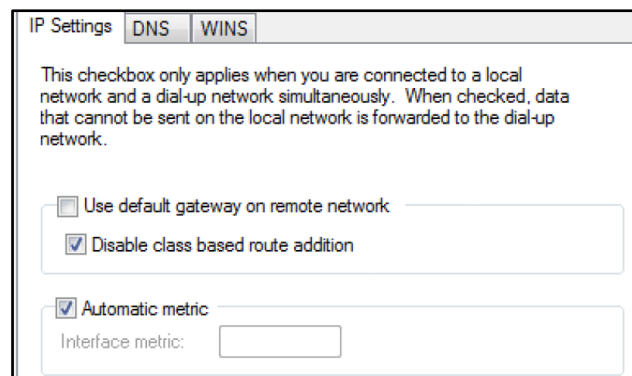 IP Settings DNS WINS
This checkbox only applies when you are connected to a local
network and a dial-up network simultaneously. When checked, data
that cannot be sent on the local network is forwarded to the dial-up
network.
Use default gateway on remote network
Disable class based route addition
Automatic metric
Interface metric: